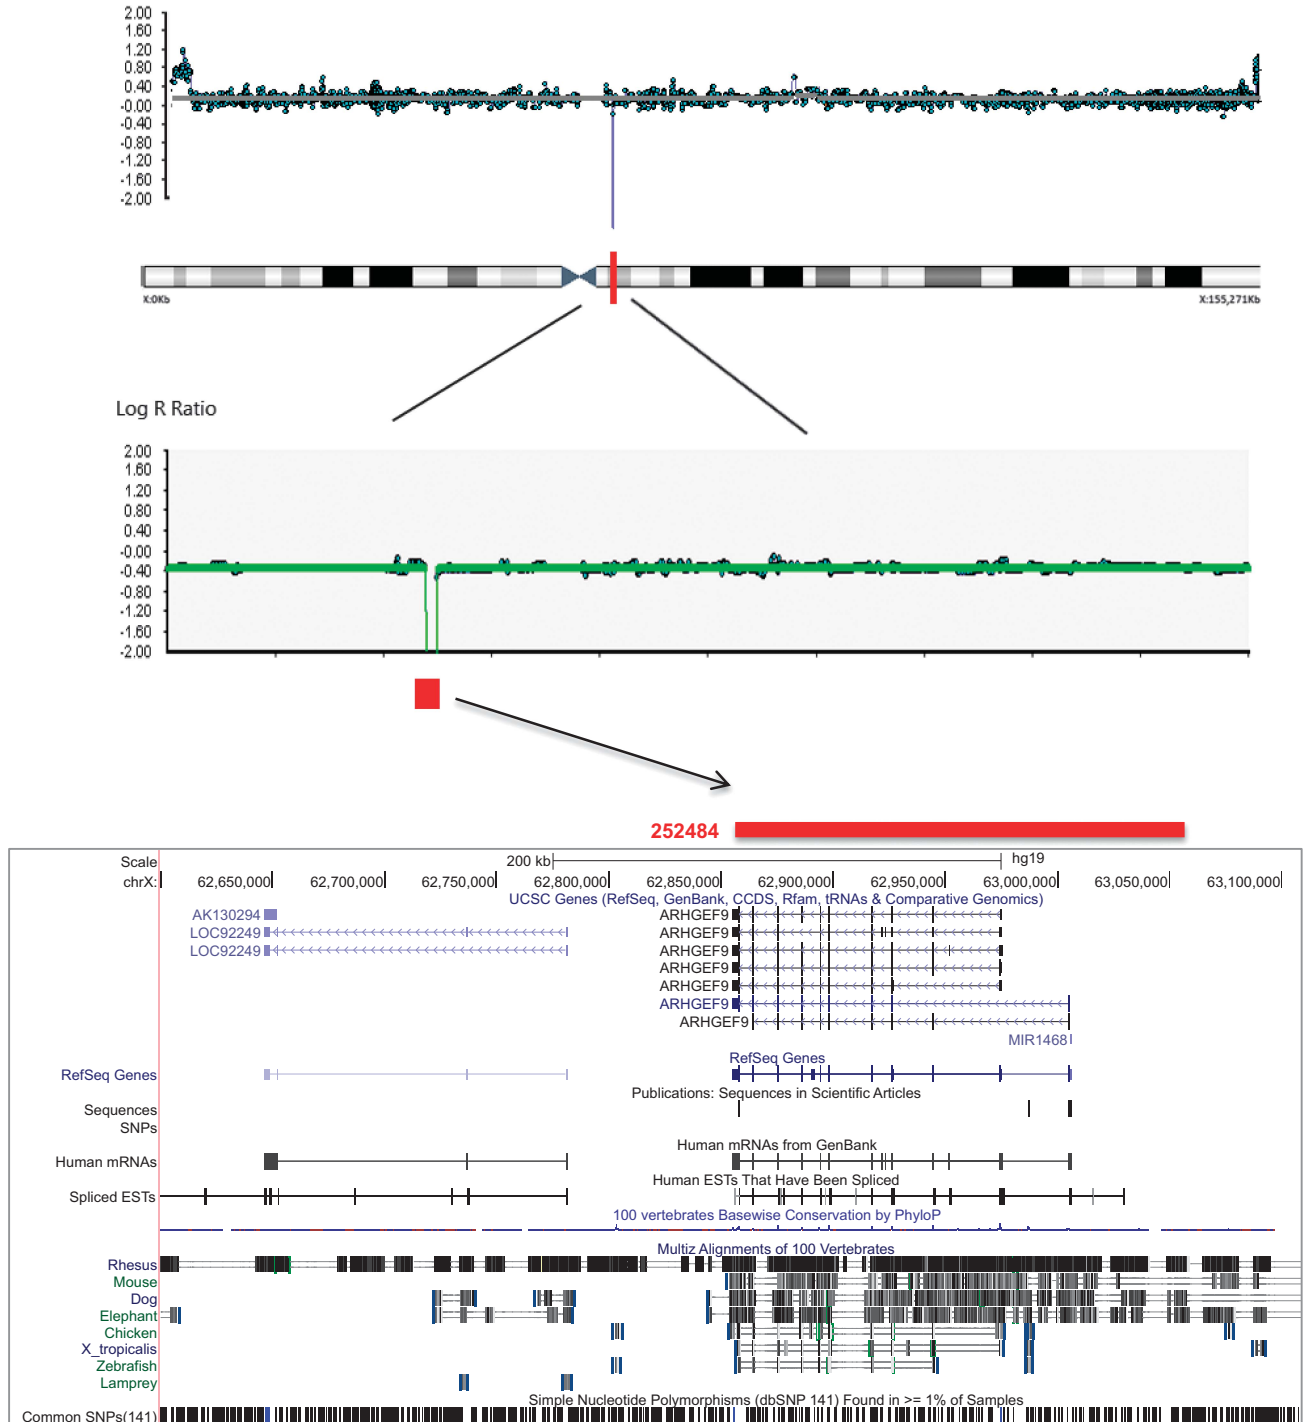 2.00
1.60
1.20
0.80
0.40
-0.00
-0.40
-0.80
-1.20
-1.60
-2.00
X:0Kb
X:155,271Kb
Log R Ratio
2.00
1.60
1.20
0.80
0.40
-0.00
-0.40
-0.80
-1.20
-1.60
-2.00
252484
Scale 200 kb hg19
chrX: 62,650,000 62,700,000 62,750,000 62,800,000 62,850,000 62,900,000 62,950,000 63,000,000 63,050,000 63,100,000
UCSC Genes (RefSeq, GenBank, CCDS, Rfam, tRNAs & Comparative Genomics)
AK130294 ARHGEF9
LOC92249 ARHGEF9
LOC92249 ARHGEF9
ARHGEF9
ARHGEF9
ARHGEF9
ARHGEF9
MIR1468
RefSeq Genes
RefSeq Genes
Publications: Sequences in Scientific Articles
Sequences
SNPs
Human mRNAs from GenBank
Human mRNAs
Human ESTs That Have Been Spliced
Spliced ESTs
100 vertebrates Basewise Conservation by PhyloP
Multiz Alignments of 100 Vertebrates
Rhesus
Mouse
Dog
Elephant
Chicken
X_tropicalis
Zebrafish
Lamprey
Simple Nucleotide Polymorphisms (dbSNP 141) Found in >= 1% of Samples
Common SNPs(141)